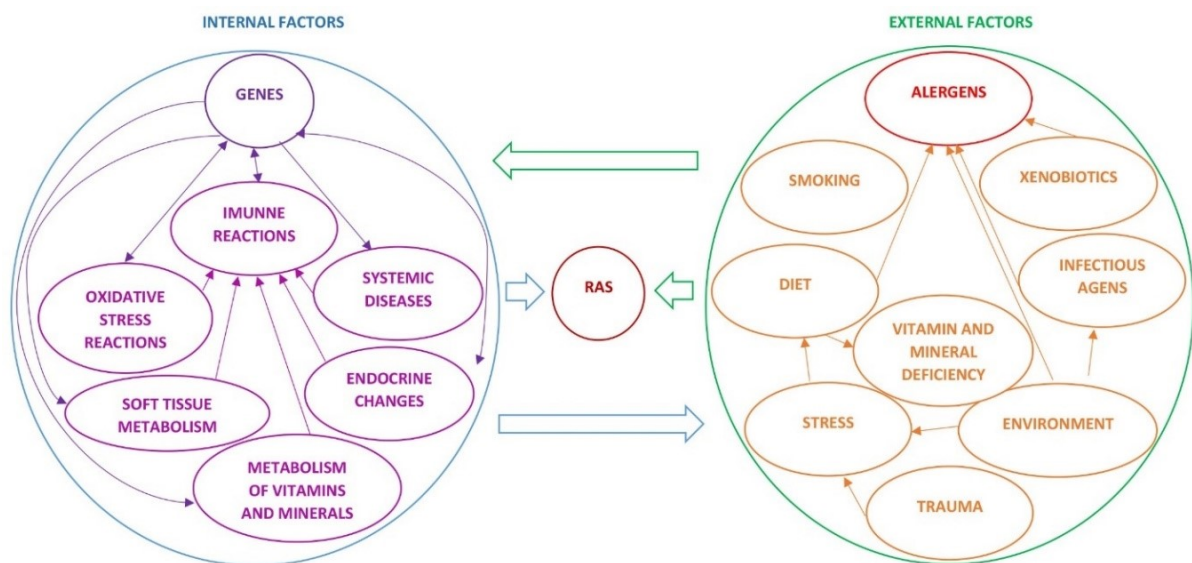 INTERNAL FACTORS
GENES
IMUNNE
REACTIONS
OXIDATIVE
STRESS
REACTIONS
SYSTEMIC
DISEASES
SOFT TISSUE
METABOLISM
ENDOCRINE
CHANGES
METABOLISM
OF VITAMINS
AND MINERALS
RAS
EXTERNAL FACTORS
ALERGENS
SMOKING
XENOBIOTICS
DIET
INFECTIOUS
AGENS
VITAMIN AND
MINERAL
DEFICIENCY
STRESS
ENVIRONMENT
TRAUMA